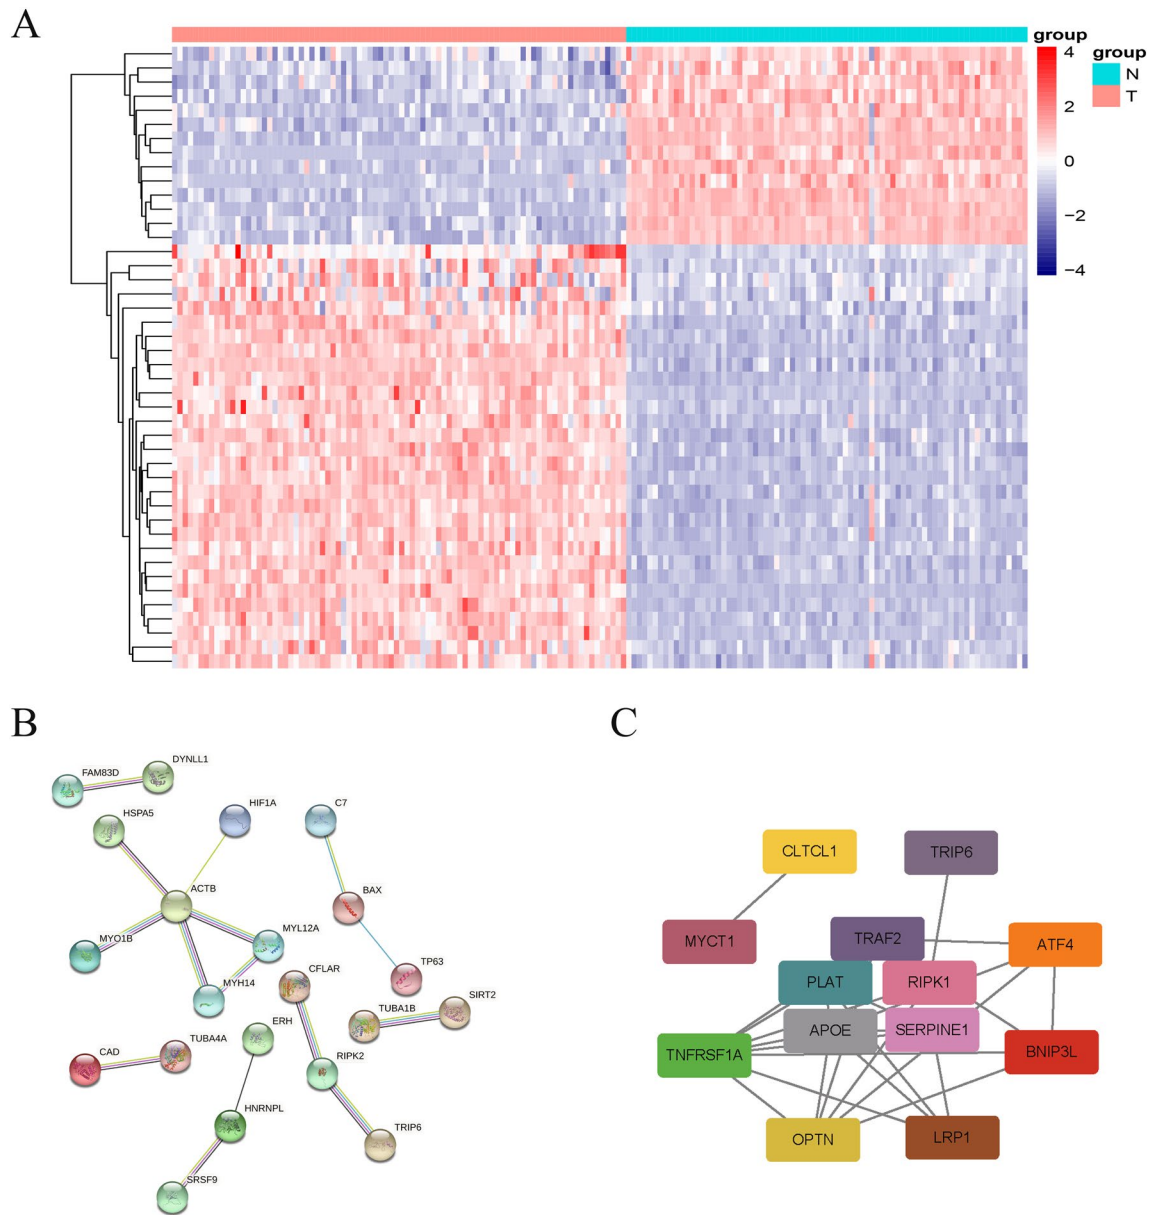 A
group
4
2
0
−2
−4
group
N
T
B
C
FAM83D
DYNLL1
HSPA5
HIF1A
C7
ACTB
BAX
MYO1B
MYL12A
TP63
CFLAR
MYH14
SIRT2
TUBA1B
ERH
CAD
TUBA4A
RIPK2
HNRNPL
TRIP6
SRSF9
CLTCL1
TRIP6
MYCT1
TRAF2
ATF4
PLAT
RIPK1
APOE
SERPINE1
TNFRSF1A
BNIP3L
OPTN
LRP1